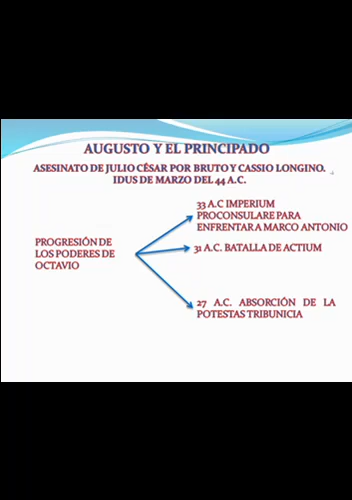 AUGUSTO Y EL PRINCIPADO
ASESINATO DE JULIO CÉSAR POR BRUTO Y CASSIO LONGINO.
IDUS DE MARZO DEL 44 A.C.
33 A.C IMPERIUM
PROCONSULARE PARA
ENFRENTAR A MARCO ANTONIO
PROGRESIÓN DE
LOS PODERES DE
OCTAVIO
31 A.C. BATALLA DE ACTIUM
27 A.C. ABSORCIÓN DE LA
POTESTAS TRIBUNICIA